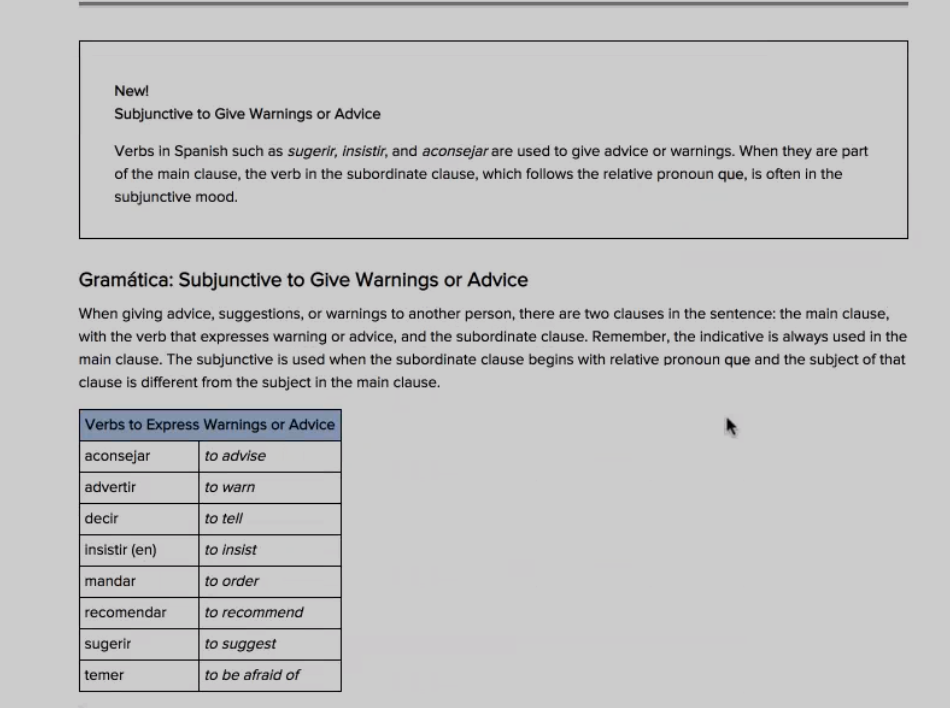 New!
Subjunctive to Give Warnings or Advice
Verbs in Spanish such as sugerir, insistir, and aconsejar are used to give advice or warnings. When they are part
of the main clause, the verb in the subordinate clause, which follows the relative pronoun que, is often in the
subjunctive mood.
Gramática: Subjunctive to Give Warnings or Advice
When giving advice, suggestions, or warnings to another person, there are two clauses in the sentence: the main clause,
with the verb that expresses warning or advice, and the subordinate clause. Remember, the indicative is always used in the
main clause. The subjunctive is used when the subordinate clause begins with relative pronoun que and the subject of that
clause is different from the subject in the main clause.
Verbs to Express Warnings or Advice
aconsejar to advise
advertir to warn
decir to tell
insistir (en) to insist
mandar to order
recomendar to recommend
sugerir to suggest
temer to be afraid of